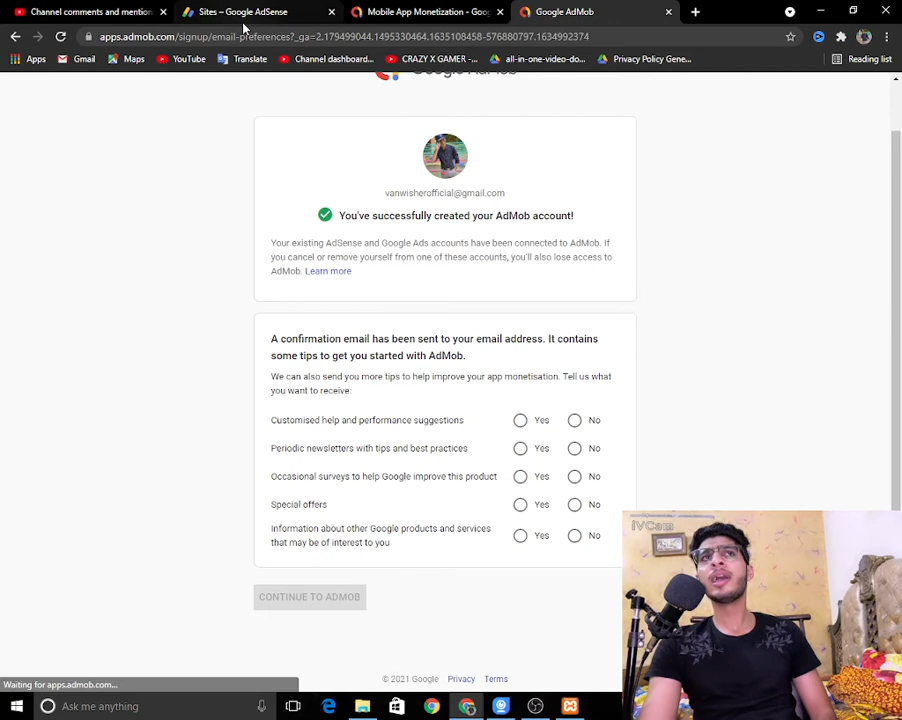 Channel comments and mention
Sites – Google AdSense
Mobile App Monetization - Goog
Google AdMob
apps.admob.com/signup/email-preferences?_ga=2.179499044.1495330464.1635108458-576880797.1634992374
Apps
Gmail
Maps
YouTube
Translate
Channel dashboard...
CRAZY X GAMER -...
all-in-one-video-do...
Privacy Policy Gene...
Reading list
Google AdMob
vanwisherofficial@gmail.com
You've successfully created your AdMob account!
Your existing AdSense and Google Ads accounts have been connected to AdMob. If
you cancel or remove yourself from one of these accounts, you'll also lose access to
AdMob. Learn more
A confirmation email has been sent to your email address. It contains
some tips to get you started with AdMob.
We can also send you more tips to help improve your app monetisation. Tell us what
you want to receive:
Customised help and performance suggestions Yes No
Periodic newsletters with tips and best practices Yes No
Occasional surveys to help Google improve this product Yes No
Special offers Yes No
Information about other Google products and services
that may be of interest to you Yes No
iVCam
CONTINUE TO ADMOB
© 2021 Google Privacy Terms
Waiting for apps.admob.com...
Ask me anything